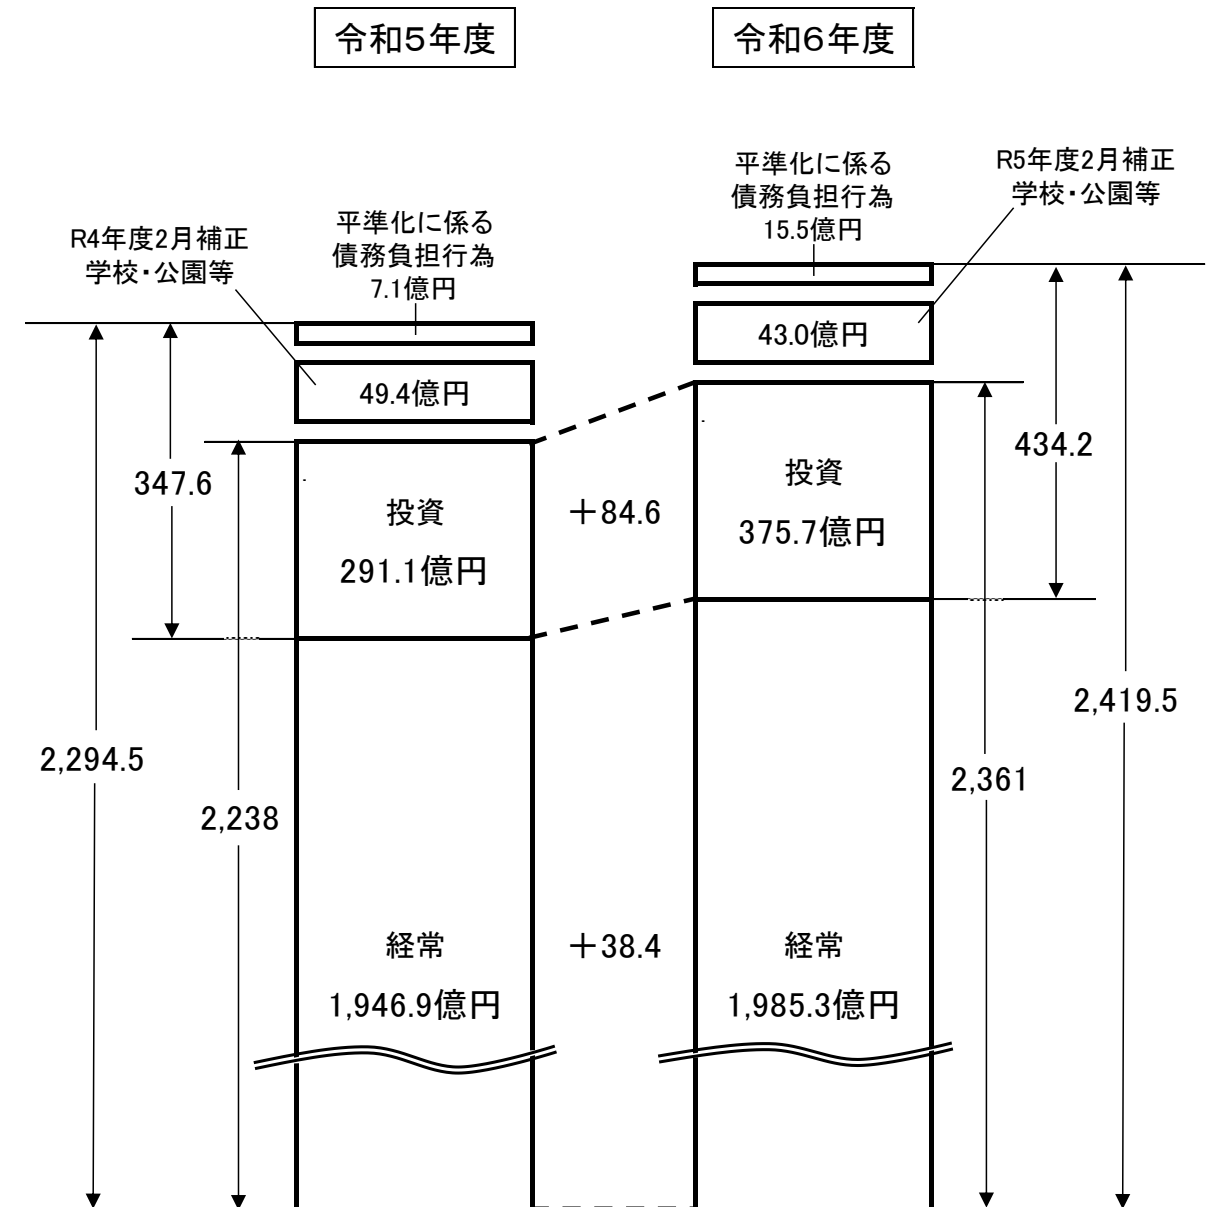 令和５年度
令和６年度
R4年度2月補正
学校・公園等
平準化に係る
債務負担行為
7.1億円
平準化に係る
債務負担行為
15.5億円
R5年度2月補正
学校・公園等
49.4億円
43.0億円
347.6
投資
291.1億円
＋84.6
投資
375.7億円
434.2
2,294.5
2,238
2,361
2,419.5
経常
1,946.9億円
＋38.4
経常
1,985.3億円